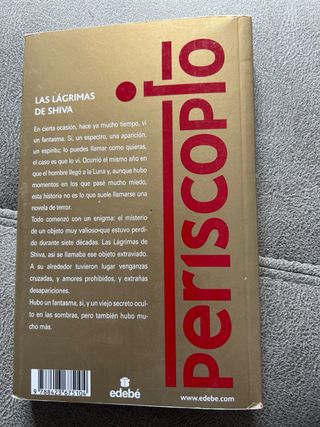 LAS LÁGRIMAS
DE SHIVA
En cierta ocasión, hace ya mucho tiempo, vi
un fantasma. Sí, un espectro, una aparición,
un espíritu; lo puedes llamar como quieras,
el caso es que lo vi. Ocurrió el mismo año en
que el hombre llegó a la Luna y, aunque hubo
momentos en los que pasé mucho miedo,
esta historia no es lo que suele llamarse una
novela de terror.
Todo comenzó con un enigma: el misterio
de un objeto muy valioso que estuvo perdi-
do durante siete décadas. Las Lágrimas de
Shiva, así se llamaba ese objeto extraviado.
A su alrededor tuvieron lugar venganzas
cruzadas, y amores prohibidos, y extrañas
desapariciones.
Hubo un fantasma, sí, y un viejo secreto ocul-
to en las sombras, pero también hubo mu-
cho más.
periscopio
edebé
www.edebe.com
9 788423 675104